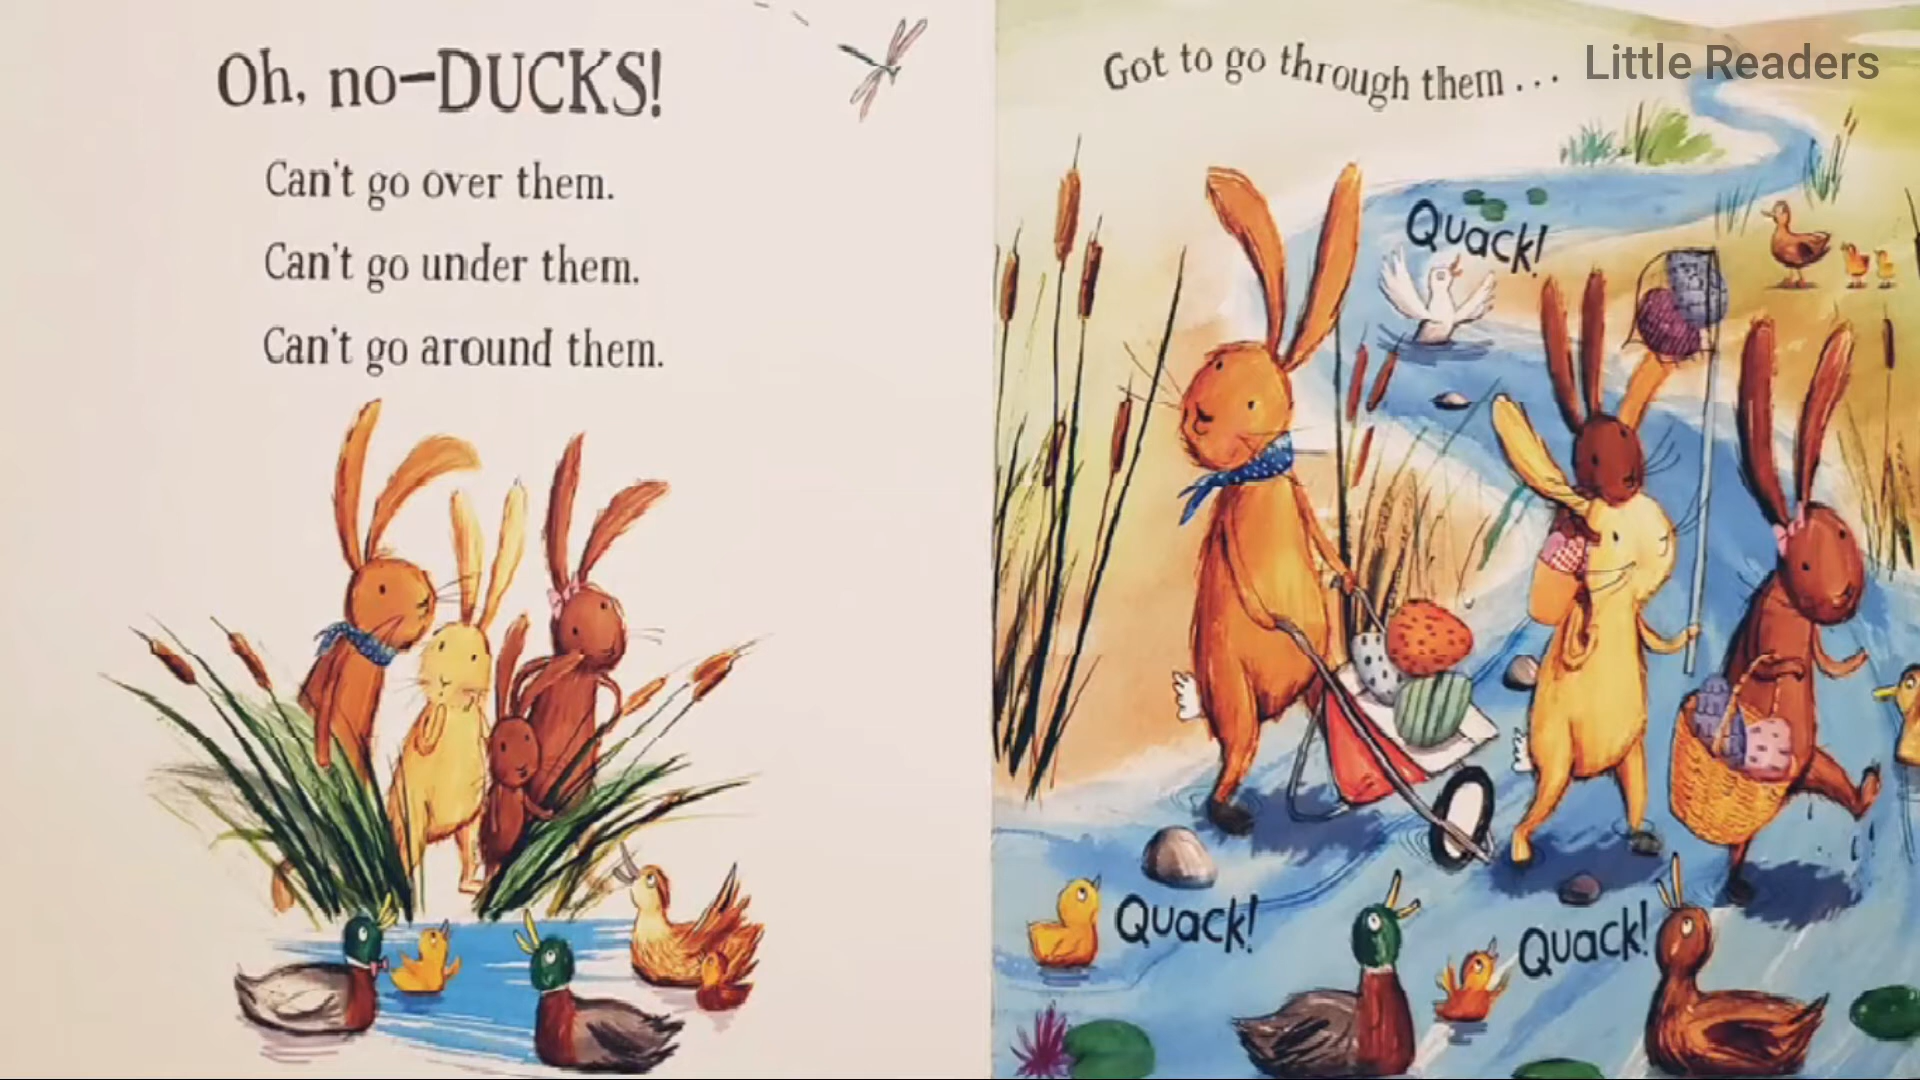 Oh, no—DUCKS!
Can't go over them.
Can't go under them.
Can't go around them.
Got to go through them . . .
Little Readers
Quack!
Quack!
Quack!